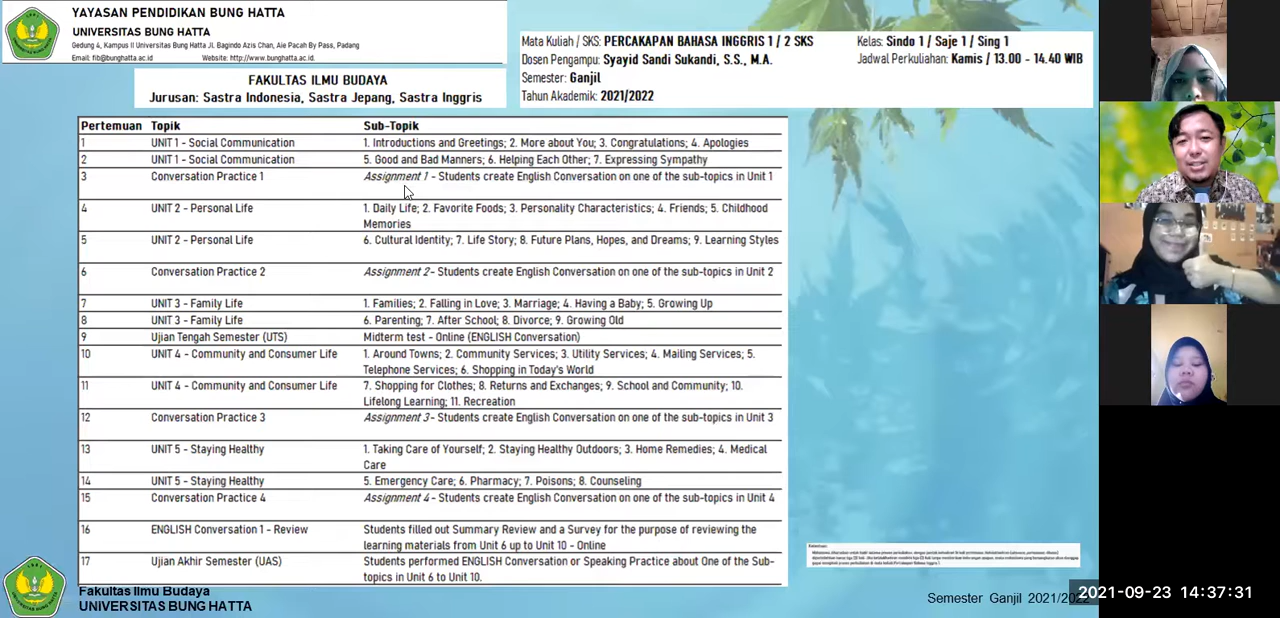 YAYASAN PENDIDIKAN BUNG HATTA
UNIVERSITAS BUNG HATTA
Gedung 4, Kampus II Universitas Bung Hatta Jl. Bagindo Azis Chan, Aie Pacah By Pass, Padang
Email: fib@bunghatta.ac.id Website: http://www.bunghatta.ac.id
FAKULTAS ILMU BUDAYA
Jurusan: Sastra Indonesia, Sastra Jepang, Sastra Inggris
Mata Kuliah / SKS: PERCAKAPAN BAHASA INGGRIS 1 / 2 SKS
Dosen Pengampu: Syayid Sandi Sukandi, S.S., M.A.
Semester: Ganjil
Tahun Akademik: 2021/2022
Kelas: Sindo 1 / Saje 1 / Sing 1
Jadwal Perkuliahan: Kamis / 13.00 - 14.40 WIB
Pertemuan Topik Sub-Topik
1 UNIT 1 - Social Communication 1. Introductions and Greetings; 2. More about You; 3. Congratulations; 4. Apologies
2 UNIT 1 - Social Communication 5. Good and Bad Manners; 6. Helping Each Other; 7. Expressing Sympathy
3 Conversation Practice 1 Assignment 1 - Students create English Conversation on one of the sub-topics in Unit 1
4 UNIT 2 - Personal Life 1. Daily Life; 2. Favorite Foods; 3. Personality Characteristics; 4. Friends; 5. Childhood
Memories
5 UNIT 2 - Personal Life 6. Cultural Identity; 7. Life Story; 8. Future Plans, Hopes, and Dreams; 9. Learning Styles
6 Conversation Practice 2 Assignment 2- Students create English Conversation on one of the sub-topics in Unit 2
7 UNIT 3 - Family Life 1. Families; 2. Falling in Love; 3. Marriage; 4. Having a Baby; 5. Growing Up
8 UNIT 3 - Family Life 6. Parenting; 7. After School; 8. Divorce; 9. Growing Old
9 Ujian Tengah Semester (UTS) Midterm test - Online (ENGLISH Conversation)
10 UNIT 4 - Community and Consumer Life 1. Around Towns; 2. Community Services; 3. Utility Services; 4. Mailing Services; 5.
Telephone Services; 6. Shopping in Today's World
11 UNIT 4 - Community and Consumer Life 7. Shopping for Clothes; 8. Returns and Exchanges; 9. School and Community; 10.
Lifelong Learning; 11. Recreation
12 Conversation Practice 3 Assignment 3- Students create English Conversation on one of the sub-topics in Unit 3
13 UNIT 5 - Staying Healthy 1. Taking Care of Yourself; 2. Staying Healthy Outdoors; 3. Home Remedies; 4. Medical
Care
14 UNIT 5 - Staying Healthy 5. Emergency Care; 6. Pharmacy; 7. Poisons; 8. Counseling
15 Conversation Practice 4 Assignment 4 - Students create English Conversation on one of the sub-topics in Unit 4
16 ENGLISH Conversation 1 - Review Students filled out Summary Review and a Survey for the purpose of reviewing the
learning materials from Unit 6 up to Unit 10 - Online
17 Ujian Akhir Semester (UAS) Students performed ENGLISH Conversation or Speaking Practice about One of the Sub-
topics in Unit 6 to Unit 10.
Fakultas Ilmu Budaya
UNIVERSITAS BUNG HATTA
Semester Ganjil 2021/2022
2021-09-23 14:37:31